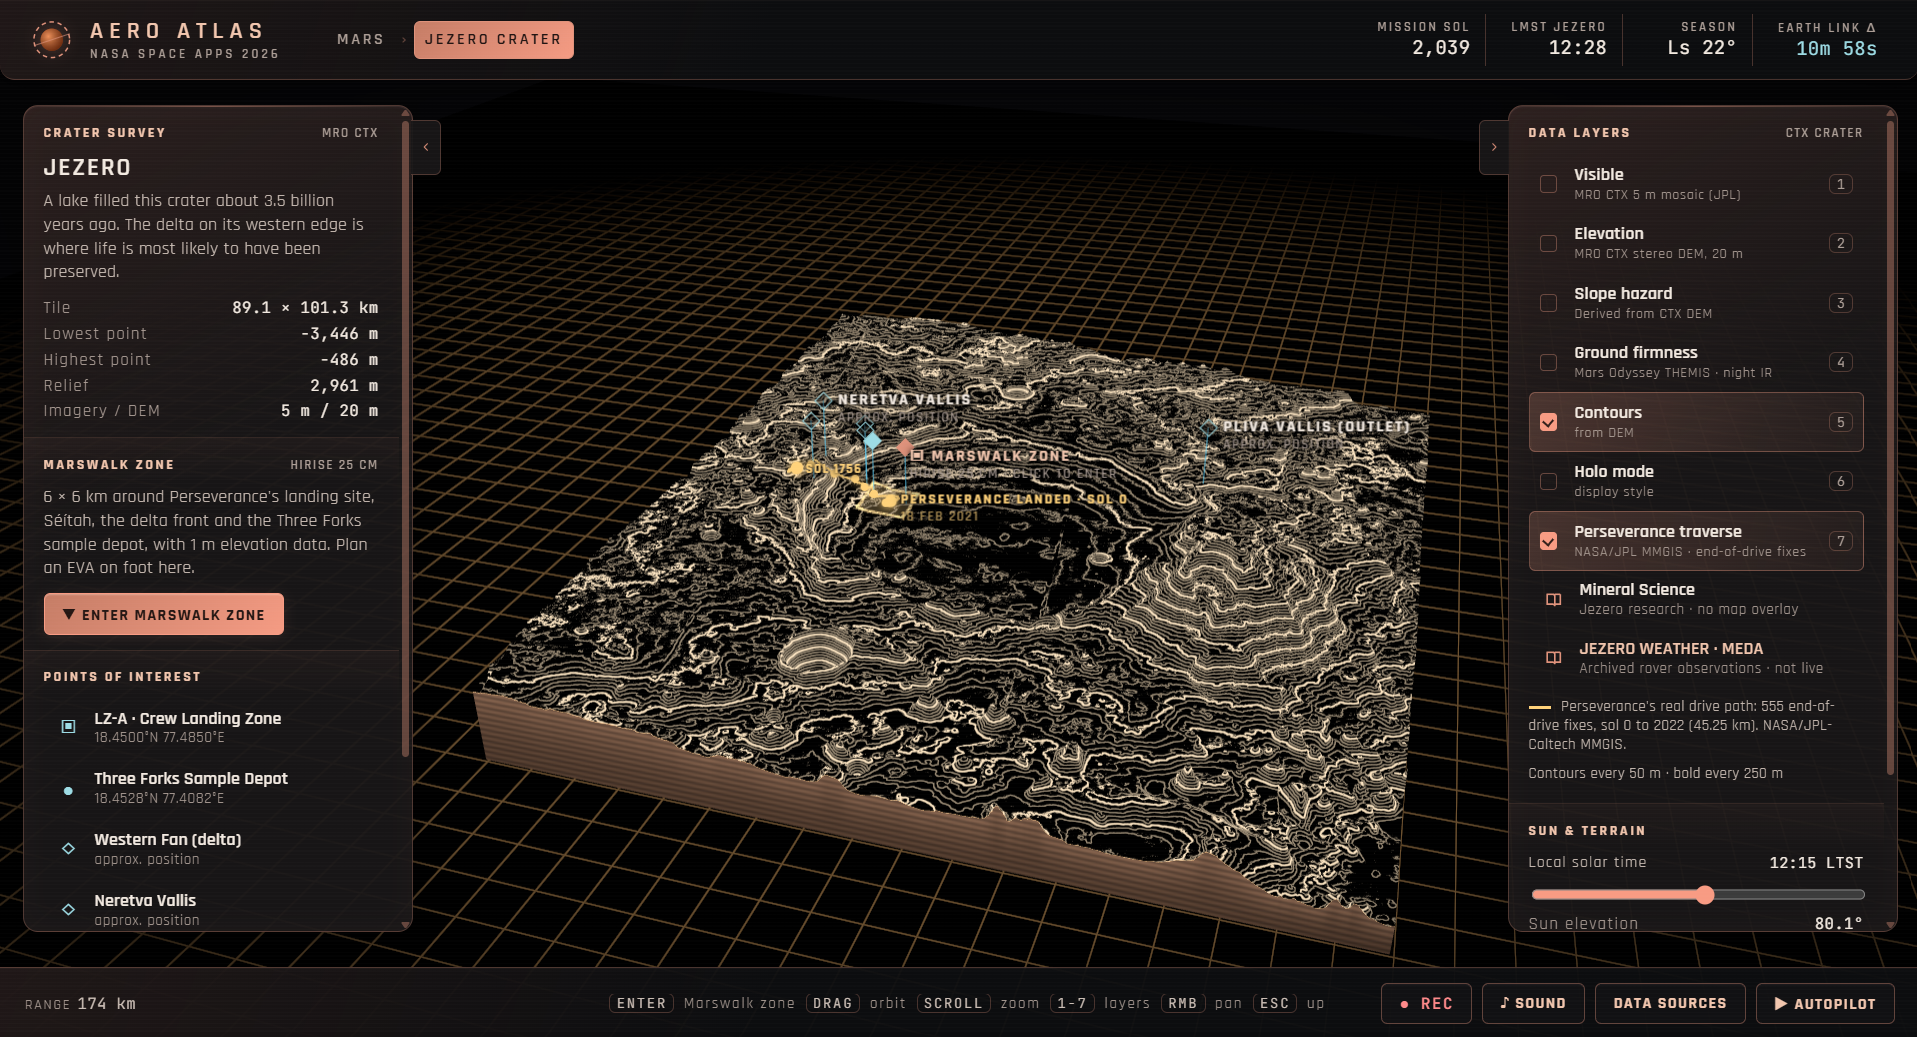 AERO ATLAS
NASA SPACE APPS 2026
MARS › JEZERO CRATER
MISSION SOL
2,039
LMST JEZERO
12:28
SEASON
Ls 22°
EARTH LINK Δ
10m 58s
CRATER SURVEY
MRO CTX
JEZERO
A lake filled this crater about 3.5 billion
years ago. The delta on its western edge is
where life is most likely to have been
preserved.
Tile 89.1 × 101.3 km
Lowest point -3,446 m
Highest point -486 m
Relief 2,961 m
Imagery / DEM 5 m / 20 m
MARSWALK ZONE
HIRISE 25 CM
6 × 6 km around Perseverance's landing site,
Séítah, the delta front and the Three Forks
sample depot, with 1 m elevation data. Plan
an EVA on foot here.
▼ ENTER MARSWALK ZONE
POINTS OF INTEREST
LZ-A · Crew Landing Zone
18.4500°N 77.4850°E
Three Forks Sample Depot
18.4528°N 77.4082°E
Western Fan (delta)
approx. position
Neretva Vallis
approx. position
‹
NERETVA VALLIS
APPROX. POSITION
PLIVA VALLIS (OUTLET)
APPROX. POSITION
MARSWALK ZONE
CLICK TO ENTER
SOL 1756
PERSEVERANCE LANDED · SOL 0
18 FEB 2021
›
DATA LAYERS
CTX CRATER
Visible
MRO CTX 5 m mosaic (JPL)
1
Elevation
MRO CTX stereo DEM, 20 m
2
Slope hazard
Derived from CTX DEM
3
Ground firmness
Mars Odyssey THEMIS · night IR
4
Contours
from DEM
5
Holo mode
display style
6
Perseverance traverse
NASA/JPL MMGIS · end-of-drive fixes
7
Mineral Science
Jezero research · no map overlay
JEZERO WEATHER · MEDA
Archived rover observations · not live
Perseverance's real drive path: 555 end-of-
drive fixes, sol 0 to 2022 (45.25 km). NASA/JPL-
Caltech MMGIS.
Contours every 50 m · bold every 250 m
SUN & TERRAIN
Local solar time 12:15 LTST
Sun elevation 80.1°
RANGE 174 km
ENTER Marswalk zone DRAG orbit SCROLL zoom 1-7 layers RMB pan ESC up
● REC
♪ SOUND
DATA SOURCES
▶ AUTOPILOT